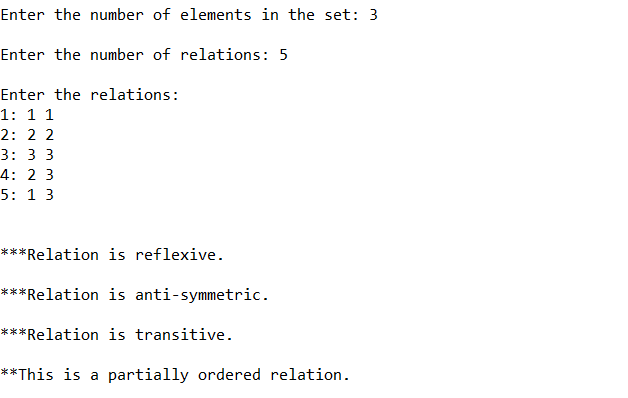 Enter the number of elements in the set: 3
Enter the number of relations: 5
Enter the relations:
1: 1 1
2: 2 2
3: 3 3
4: 2 3
5: 1 3
***Relation is reflexive.
***Relation is anti-symmetric.
***Relation is transitive.
**This is a partially ordered relation.